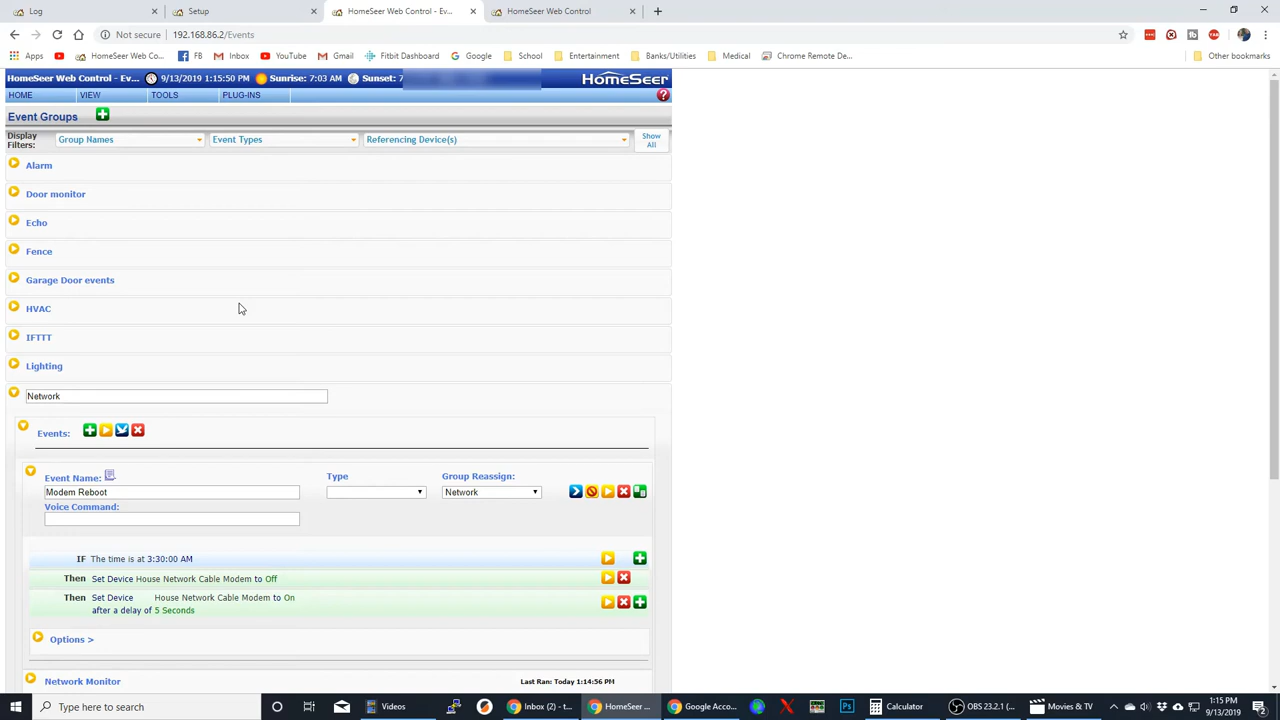 Log
Setup
HomeSeer Web Control - Ev...
HomeSeer Web Control
Not secure | 192.168.86.2/Events
Apps
HomeSeer Web Co...
FB
Inbox
YouTube
Gmail
Fitbit Dashboard
Google
School
Entertainment
Banks/Utilities
Medical
Chrome Remote De...
Other bookmarks
HomeSeer Web Control - Ev... 9/13/2019 1:15:50 PM Sunrise: 7:03 AM Sunset: 7
HomeSeer
HOME VIEW TOOLS PLUG-INS
Event Groups
Display Filters:
Group Names
Event Types
Referencing Device(s)
Show All
Alarm
Door monitor
Echo
Fence
Garage Door events
HVAC
IFTTT
Lighting
Network
Events:
Event Name:
Type
Group Reassign:
Modem Reboot
Network
Voice Command:
IF The time is at 3:30:00 AM
Then Set Device House Network Cable Modem to Off
Then Set Device House Network Cable Modem to On
after a delay of 5 Seconds
Options >
Network Monitor
Last Ran: Today 1:14:56 PM
Type here to search
Videos
Inbox (2) - t...
HomeSeer ...
Google Acco...
Calculator
OBS 23.2.1 (...
Movies & TV
1:15 PM
9/13/2019